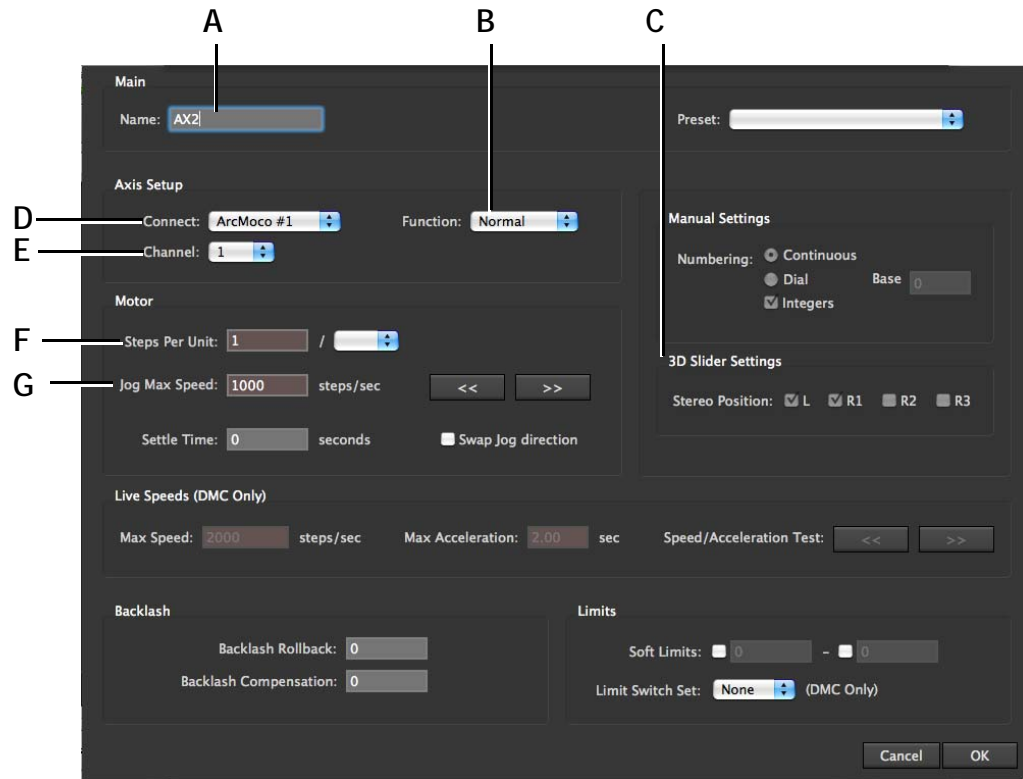 A
B
C
Main
Name: AX2
Preset:
Axis Setup
D
Connect: ArcMoco #1
Function: Normal
E
Channel: 1
Manual Settings
Numbering: Continuous
Dial
Base 0
Integers
Motor
F
Steps Per Unit: 1 /
G
Jog Max Speed: 1000 steps/sec
<< >>
Settle Time: 0 seconds
Swap Jog direction
3D Slider Settings
Stereo Position: L R1 R2 R3
Live Speeds (DMC Only)
Max Speed: 2000 steps/sec
Max Acceleration: 2.00 sec
Speed/Acceleration Test: << >>
Backlash
Backlash Rollback: 0
Backlash Compensation: 0
Limits
Soft Limits: 0 - 0
Limit Switch Set: None (DMC Only)
Cancel
OK